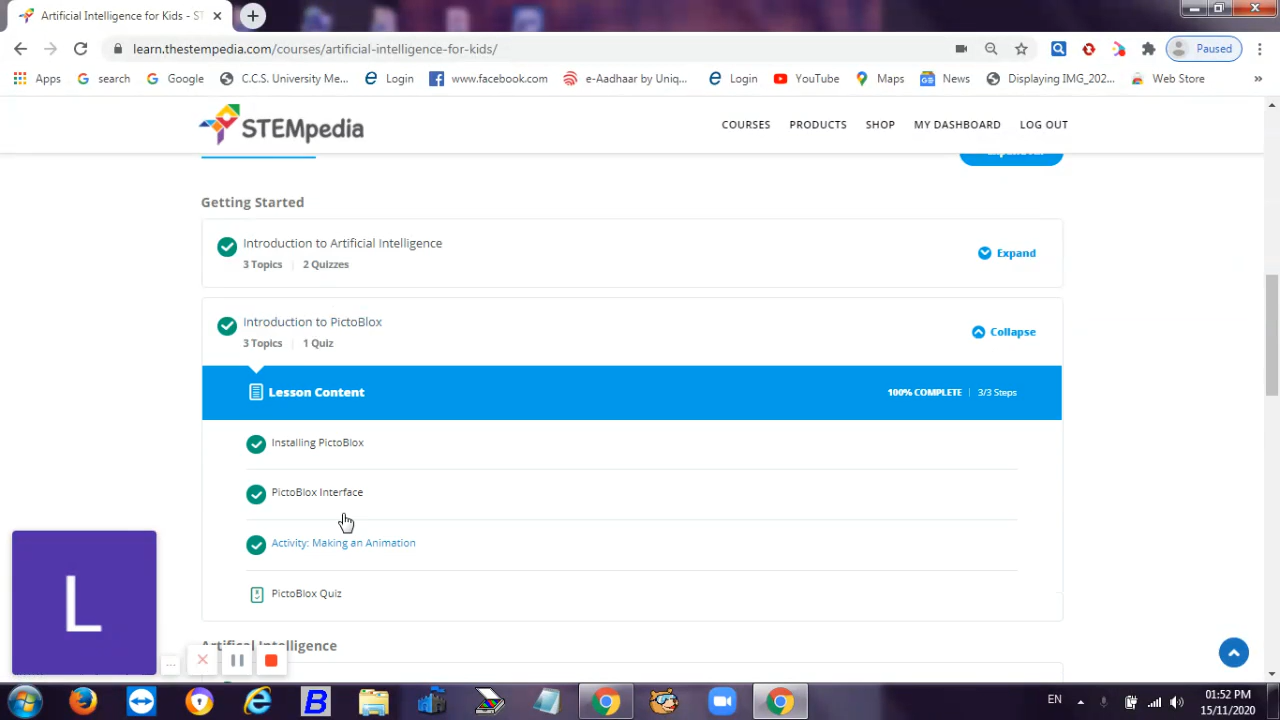 Artificial Intelligence for Kids - S
learn.thestempedia.com/courses/artificial-intelligence-for-kids/
Paused
Apps
search
Google
C.C.S. University Me...
Login
www.facebook.com
e-Aadhaar by Uniq...
Login
YouTube
Maps
News
Displaying IMG_202...
Web Store
»
STEMpedia
COURSES
PRODUCTS
SHOP
MY DASHBOARD
LOG OUT
Getting Started
Introduction to Artificial Intelligence
3 Topics | 2 Quizzes
Expand
Introduction to PictoBlox
3 Topics | 1 Quiz
Collapse
Lesson Content
100% COMPLETE | 3/3 Steps
Installing PictoBlox
PictoBlox Interface
Activity: Making an Animation
PictoBlox Quiz
Artifical Intelligence
L
...
EN
01:52 PM
15/11/2020